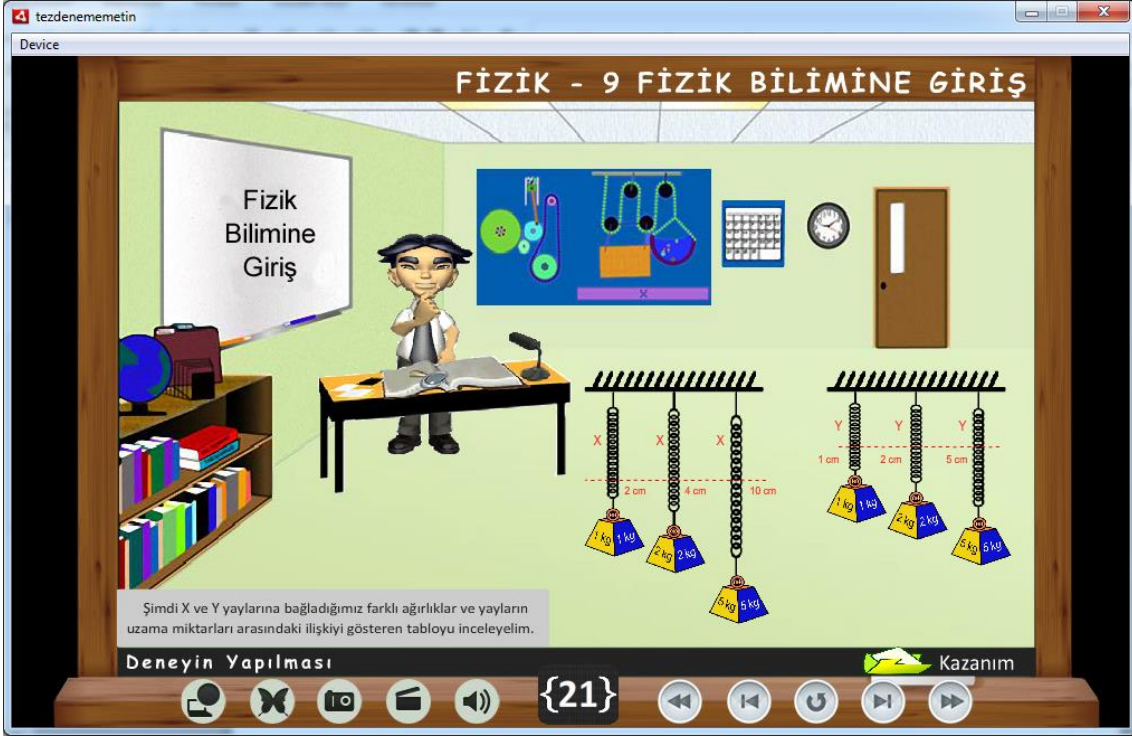 tezdenememetin
Device
FİZİK - 9 FİZİK BİLİMİNE GİRİŞ
Fizik
Bilimine
Giriş
X
X X X
2 cm 4 cm 10 cm
1 kg 1 kg
2 kg 2 kg
5 kg 5 kg
Y Y Y
1 cm 2 cm 5 cm
1 kg 1 kg
2 kg 2 kg
5 kg 5 kg
Şimdi X ve Y yaylarına bağladığımız farklı ağırlıklar ve yayların
uzama miktarları arasındaki ilişkiyi gösteren tabloyu inceleyelim.
Deneyin Yapılması
Kazanım
{21}